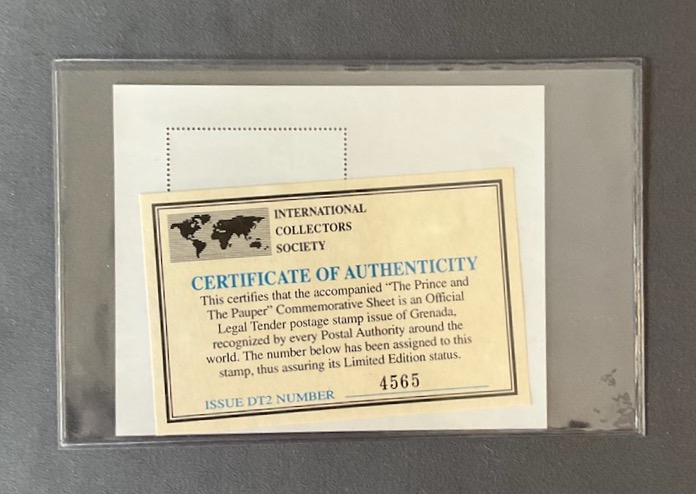 INTERNATIONAL
COLLECTORS
SOCIETY
CERTIFICATE OF AUTHENTICITY
This certifies that the accompanied “The Prince and
The Pauper” Commemorative Sheet is an Official
Legal Tender postage stamp issue of Grenada,
recognized by every Postal Authority around the
world. The number below has been assigned to this
stamp, thus assuring its Limited Edition status.
ISSUE DT2 NUMBER 4565